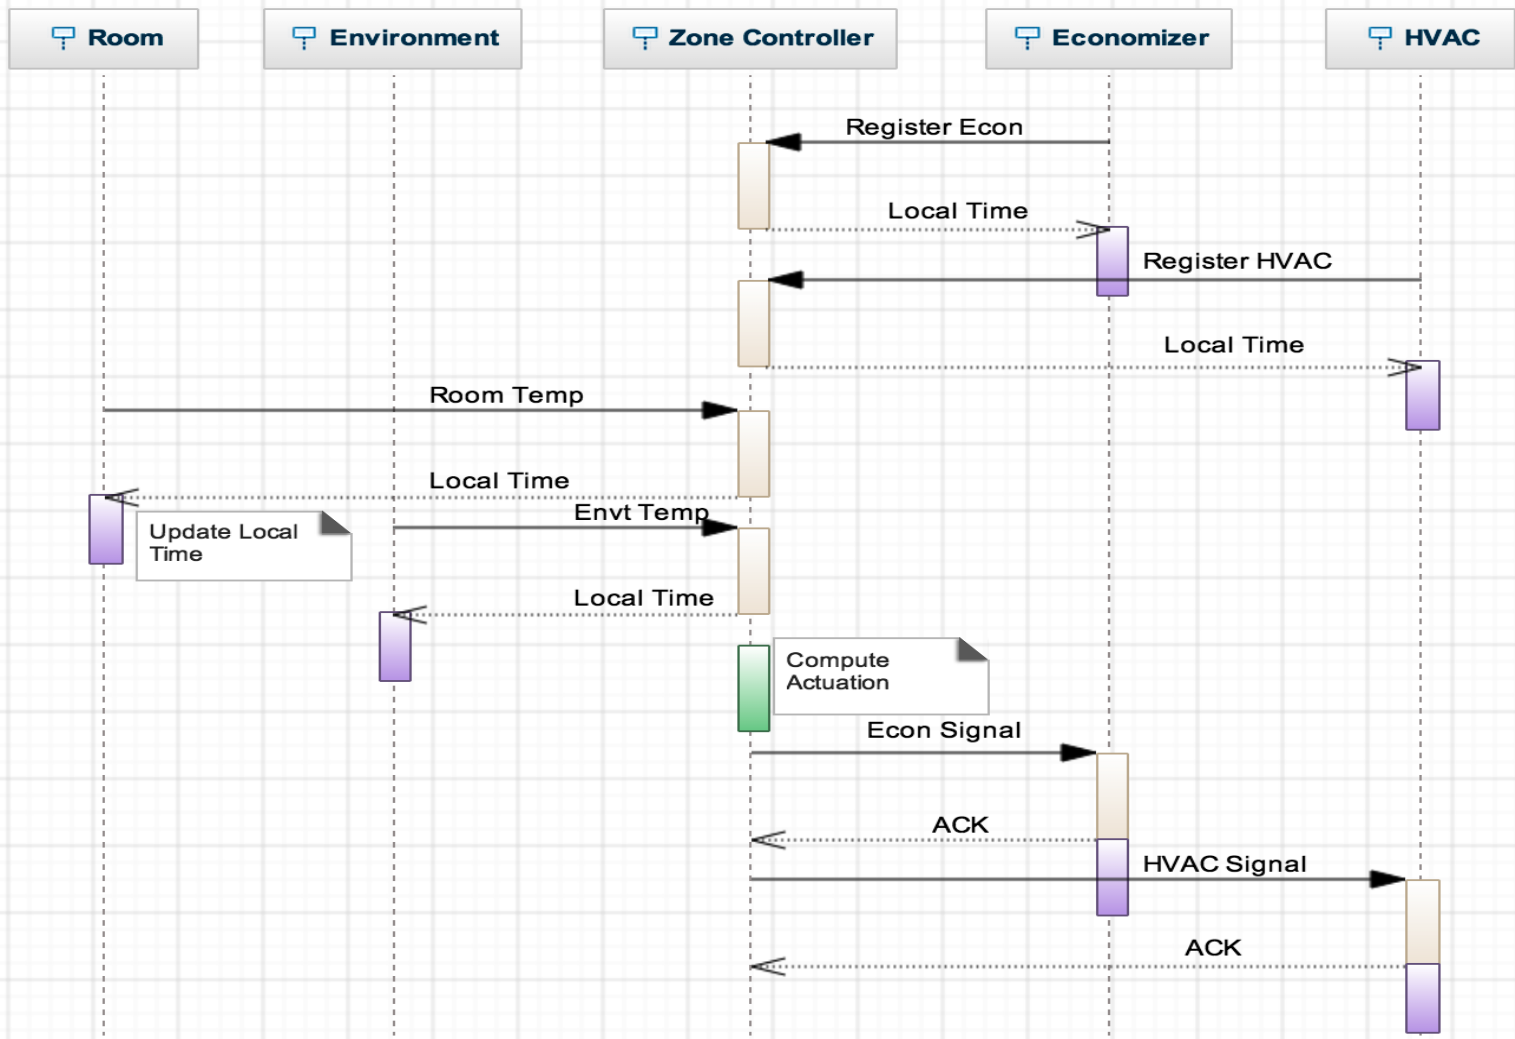 Room
Environment
Zone Controller
Economizer
HVAC
Register Econ
Local Time
Register HVAC
Local Time
Room Temp
Local Time
Envt Temp
Update Local
Time
Local Time
Compute
Actuation
Econ Signal
ACK
HVAC Signal
ACK